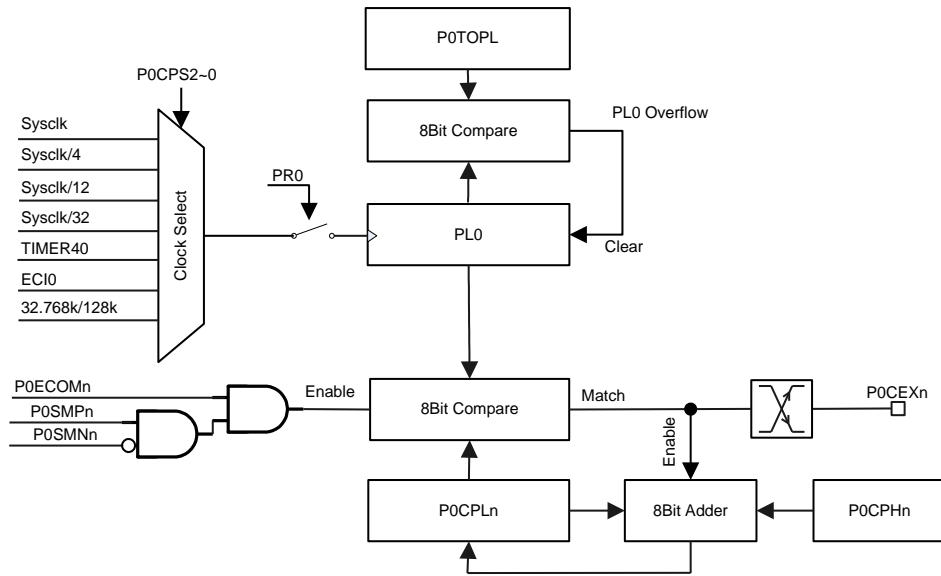 P0TOPL
P0CPS2~0
8Bit Compare
PL0 Overflow
Sysclk
Sysclk/4
Sysclk/12
Sysclk/32
TIMER40
ECI0
32.768k/128k
Clock Select
PR0
PL0
Clear
P0ECOMn
P0SMPn
P0SMNn
Enable
8Bit Compare
Match
P0CEXn
Enable
P0CPLn
8Bit Adder
P0CPHn